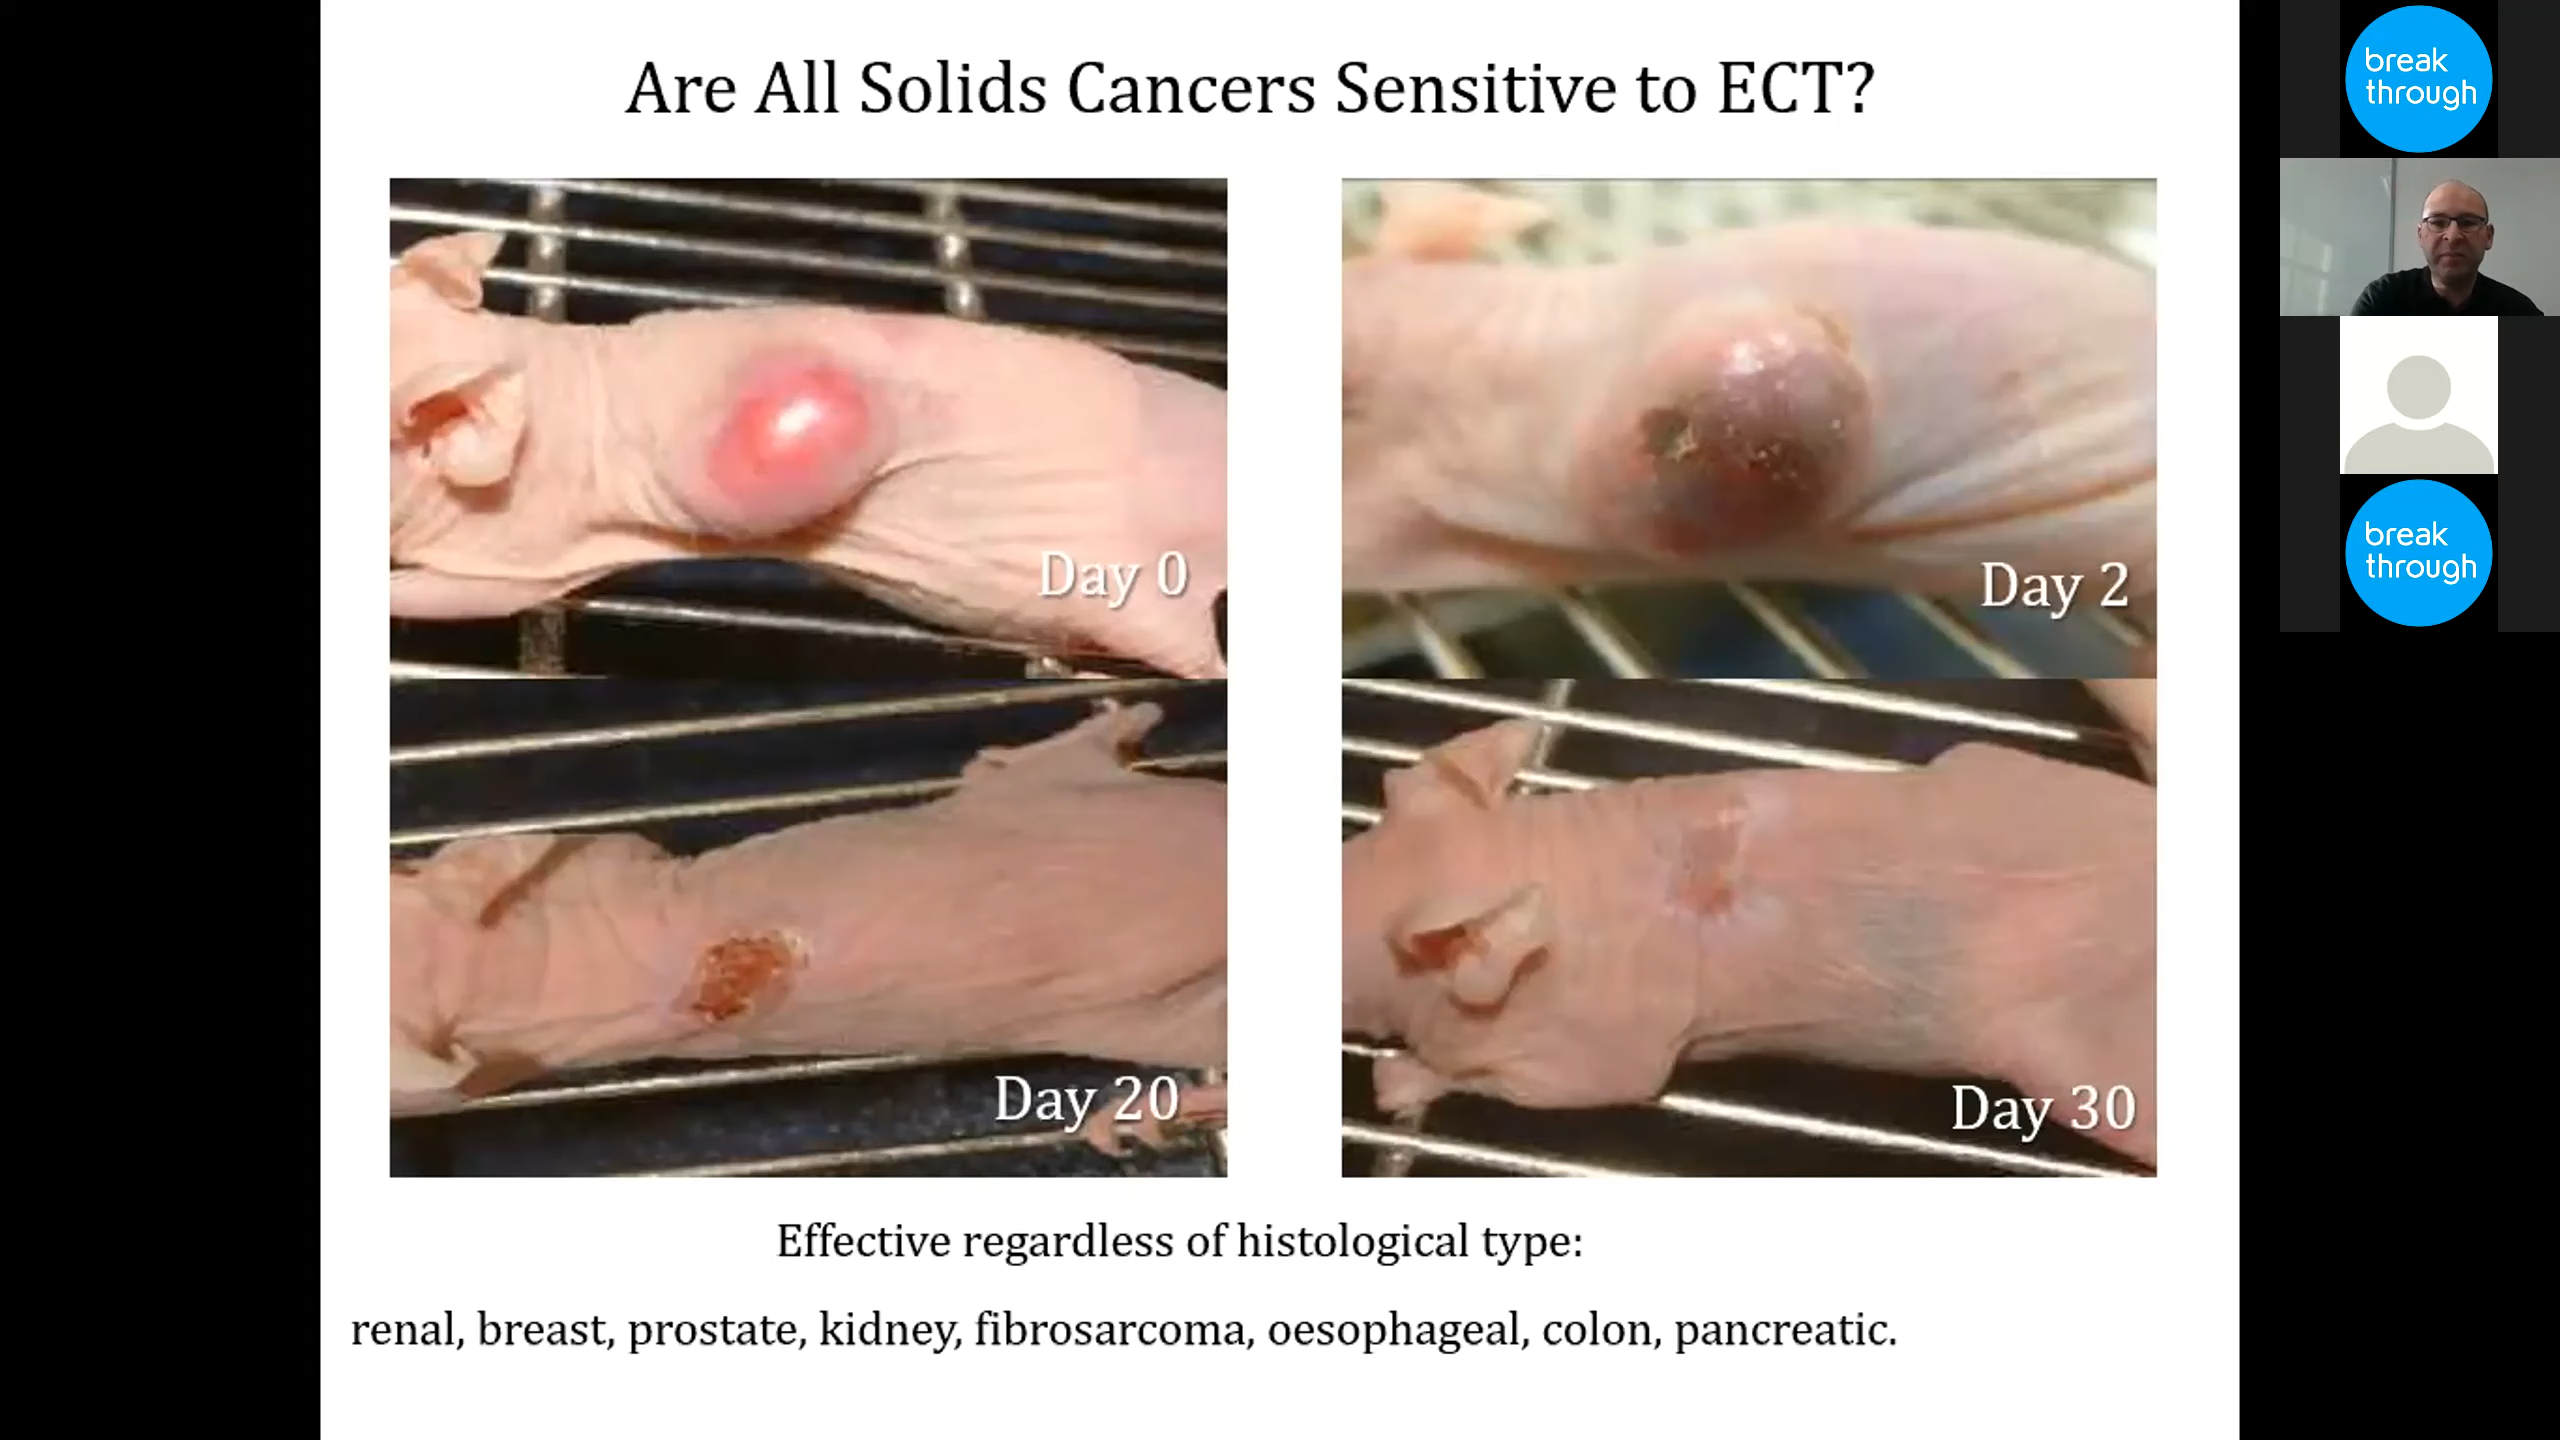 Are All Solids Cancers Sensitive to ECT?
Day 0
Day 2
Day 20
Day 30
Effective regardless of histological type:
renal, breast, prostate, kidney, fibrosarcoma, oesophageal, colon, pancreatic.
break
through
break
through